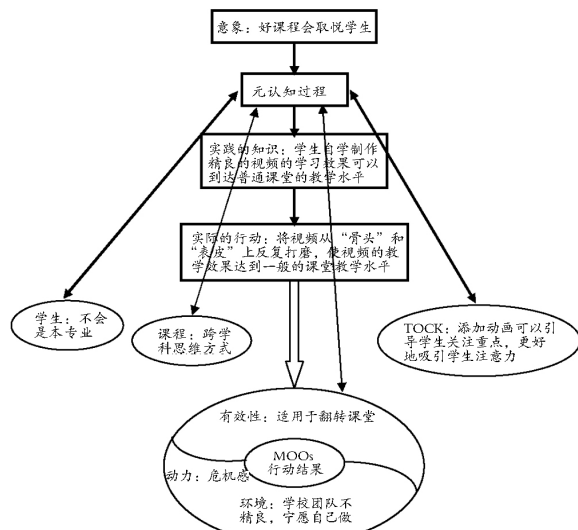 意象：好课程会取悦学生
元认知过程
实践的知识：学生自学制作
精良的视频的学习效果可以
到达普通课堂的教学水平
实际的行动：将视频从“骨头”和
“表皮”上反复打磨，使视频的教
学效果达到一般的课堂教学水平
学生：不会
是本专业
课程：跨学
科思维方式
TOCK：添加动画可以引
导学生关注重点，更好
地吸引学生注意力
有效性：适用于翻转课堂
MOOs
行动结果
动力：危机感
环境：学校团队不
精良，宁愿自己做